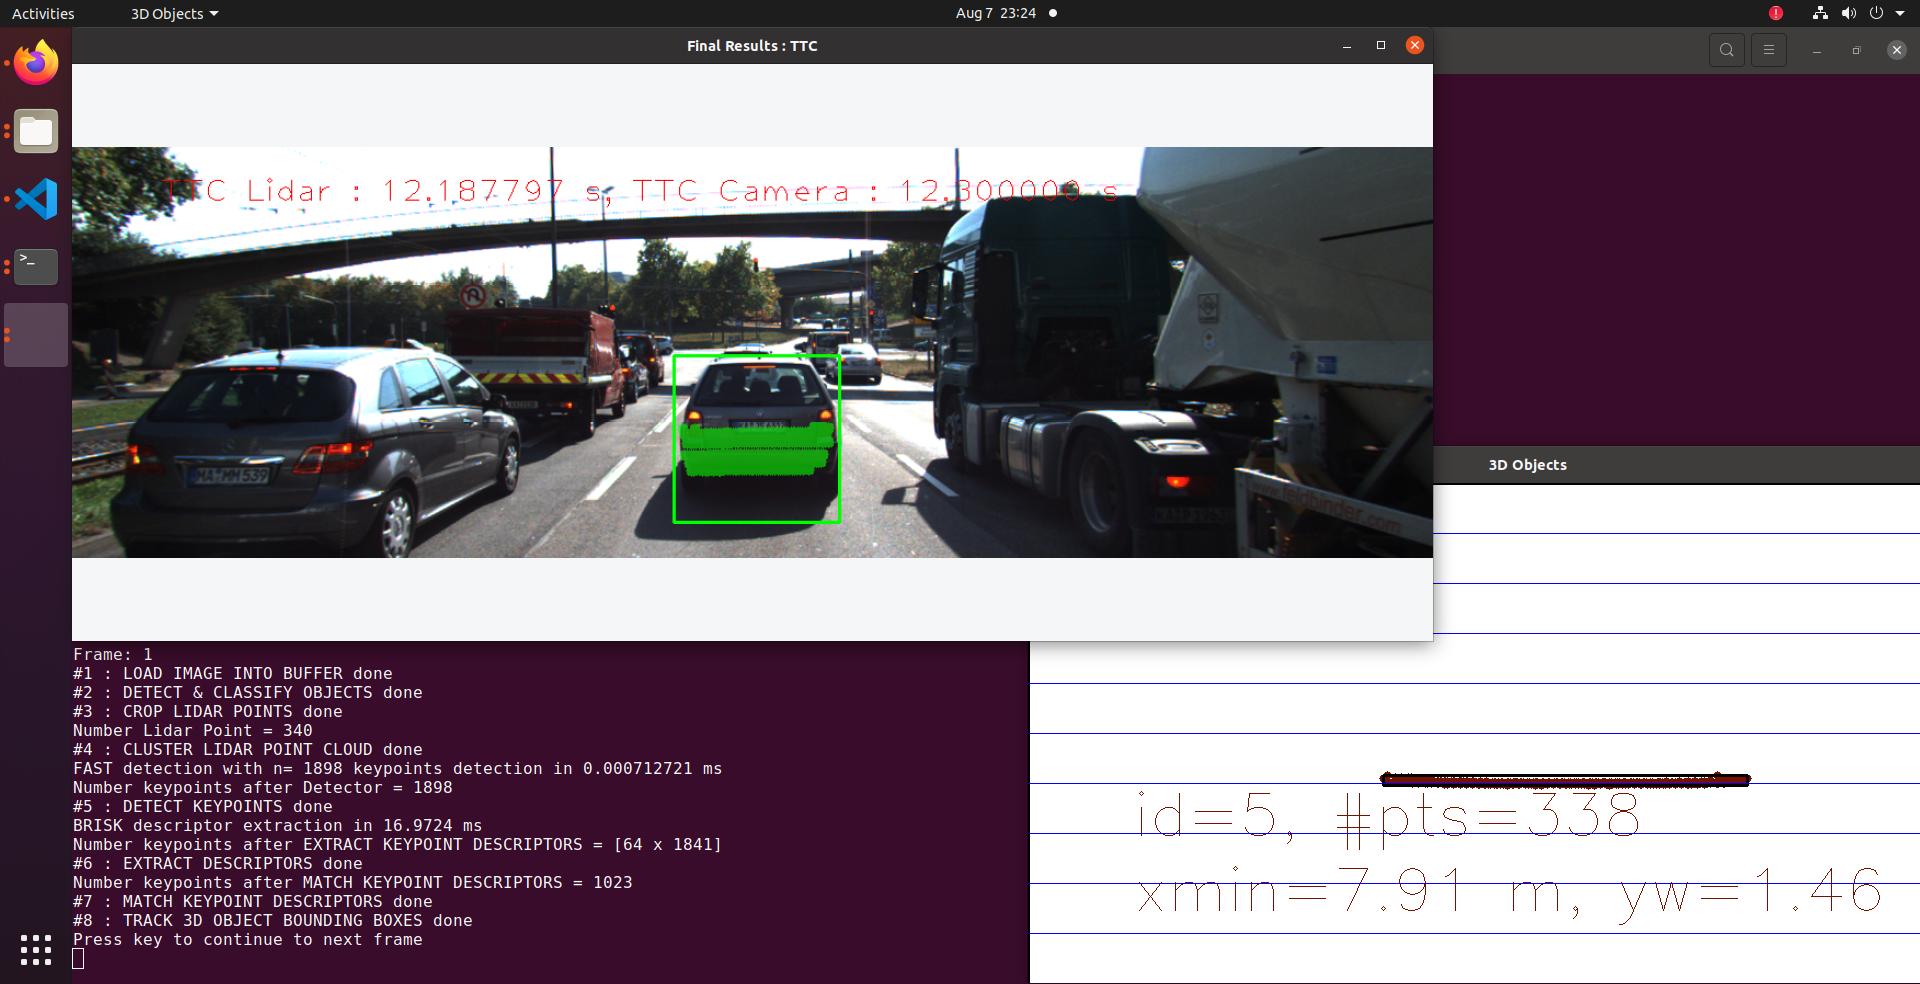 Activities
3D Objects
Aug 7 23:24
Final Results : TTC
TTC Lidar : 12.187797 s, TTC Camera : 12.300000 s
MA MM 539
feldbinder.com
3D Objects
Frame: 1
#1 : LOAD IMAGE INTO BUFFER done
#2 : DETECT & CLASSIFY OBJECTS done
#3 : CROP LIDAR POINTS done
Number Lidar Point = 340
#4 : CLUSTER LIDAR POINT CLOUD done
FAST detection with n= 1898 keypoints detection in 0.000712721 ms
Number keypoints after Detector = 1898
#5 : DETECT KEYPOINTS done
BRISK descriptor extraction in 16.9724 ms
Number keypoints after EXTRACT KEYPOINT DESCRIPTORS = [64 x 1841]
#6 : EXTRACT DESCRIPTORS done
Number keypoints after MATCH KEYPOINT DESCRIPTORS = 1023
#7 : MATCH KEYPOINT DESCRIPTORS done
#8 : TRACK 3D OBJECT BOUNDING BOXES done
Press key to continue to next frame
id=5, #pts=338
xmin=7.91 m, yw=1.46